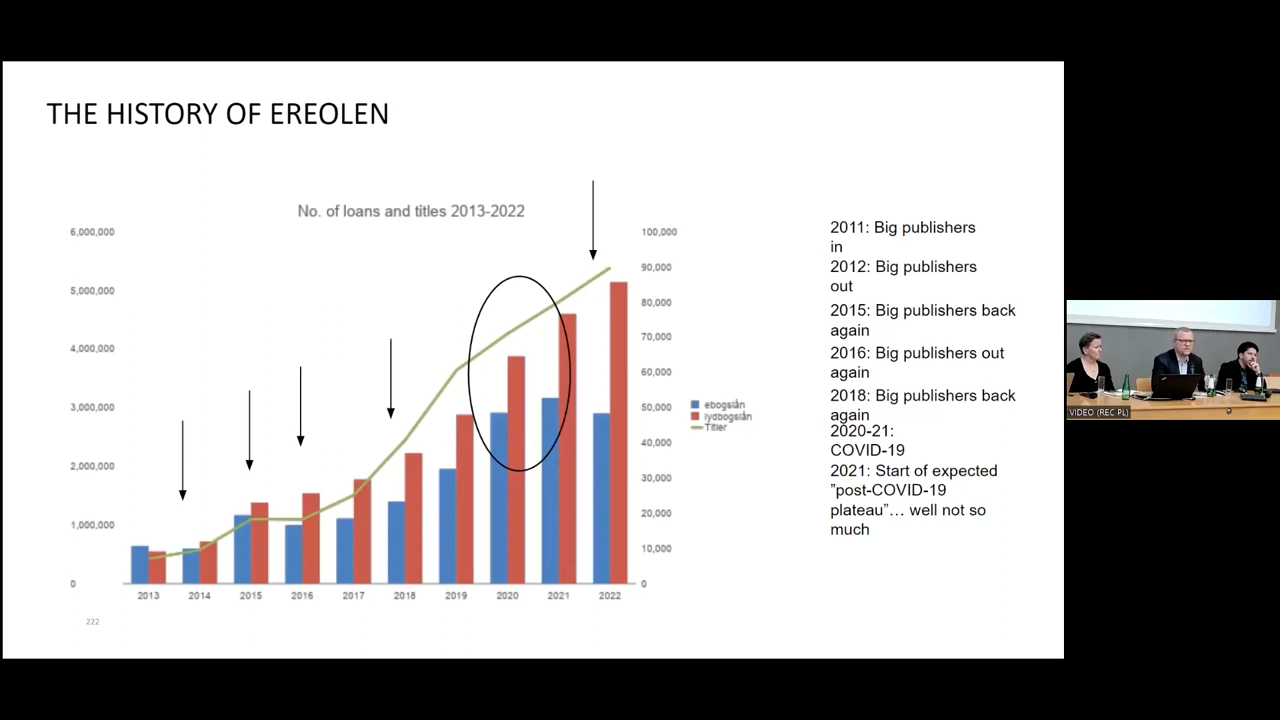 THE HISTORY OF EREOLEN
No. of loans and titles 2013-2022
6,000,000
5,000,000
4,000,000
3,000,000
2,000,000
1,000,000
0
100,000
90,000
80,000
70,000
60,000
50,000
40,000
30,000
20,000
10,000
0
2013 2014 2015 2016 2017 2018 2019 2020 2021 2022
ebogslån
lydbogslån
Titler
2011: Big publishers
in
2012: Big publishers
out
2015: Big publishers back
again
2016: Big publishers out
again
2018: Big publishers back
again
2020-21:
COVID-19
2021: Start of expected
”post-COVID-19
plateau”… well not so
much
222
VIDEO (REC PL)